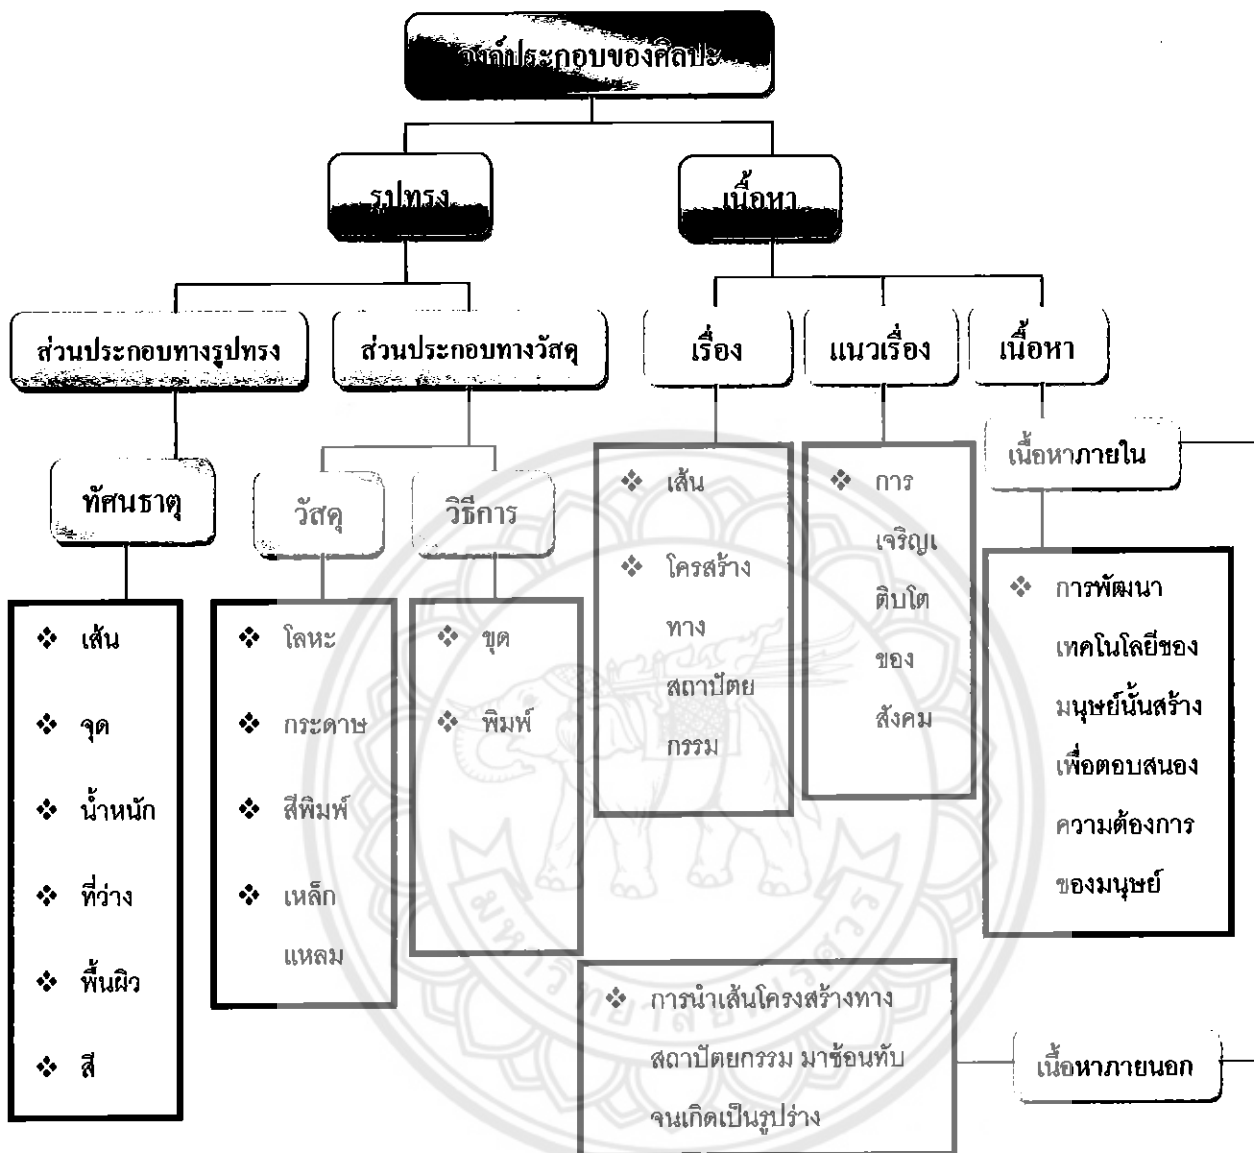 องค์ประกอบของศิลปะ
รูปทรง
เนื้อหา
ส่วนประกอบทางรูปทรง
ส่วนประกอบทางวัสดุ
เรื่อง
แนวเรื่อง
เนื้อหา
ทัศนธาตุ
วัสดุ
วิธีการ
❖ เส้น
❖ จุด
❖ น้ำหนัก
❖ ที่ว่าง
❖ พื้นผิว
❖ สี
❖ โลหะ
❖ กระดาษ
❖ สีพิมพ์
❖ เหล็ก
แหลม
❖ ขุด
❖ พิมพ์
❖ เส้น
❖ โครสร้าง
ทาง
สถาปัตย
กรรม
❖ การ
เจริญเ
ติบโต
ของ
สังคม
เนื้อหาภายใน
❖ การพัฒนา
เทคโนโลยีของ
มนุษย์นั้นสร้าง
เพื่อตอบสนอง
ความต้องการ
ของมนุษย์
❖ การนำเส้นโครงสร้างทาง
สถาปัตยกรรม มาซ้อนทับ
จนเกิดเป็นรูปร่าง
เนื้อหาภายนอก
มหาวิทยาลัยนเรศวร